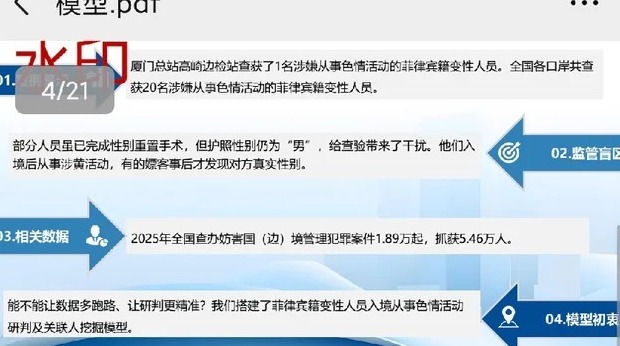 模型.pdf
水印
4/21
01.
厦门总站高崎边检站查获了1名涉嫌从事色情活动的菲律宾籍变性人员。全国各口岸共查
获20名涉嫌从事色情活动的菲律宾籍变性人员。
部分人员虽已完成性别重置手术，但护照性别仍为“男”，给查验带来了干扰。他们入
境后从事涉黄活动，有的嫖客事后才发现对方真实性别。
02.监管盲区
03.相关数据
2025年全国查办妨害国（边）境管理犯罪案件1.89万起，抓获5.46万人。
能不能让数据多跑路、让研判更精准？我们搭建了菲律宾籍变性人员入境从事色情活动
研判及关联人挖掘模型。
04.模型初衷